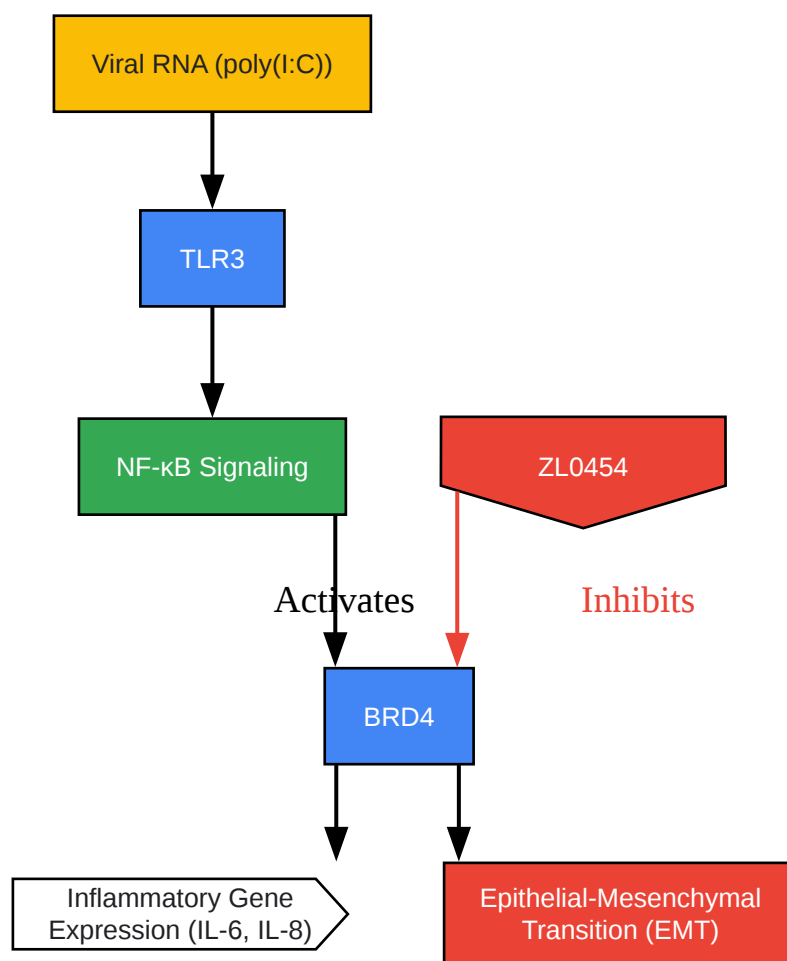 Viral RNA (poly(I:C))
TLR3
NF-κB Signaling
ZL0454
Activates
Inhibits
BRD4
Inflammatory Gene
Expression (IL-6, IL-8)
Epithelial-Mesenchymal
Transition (EMT)